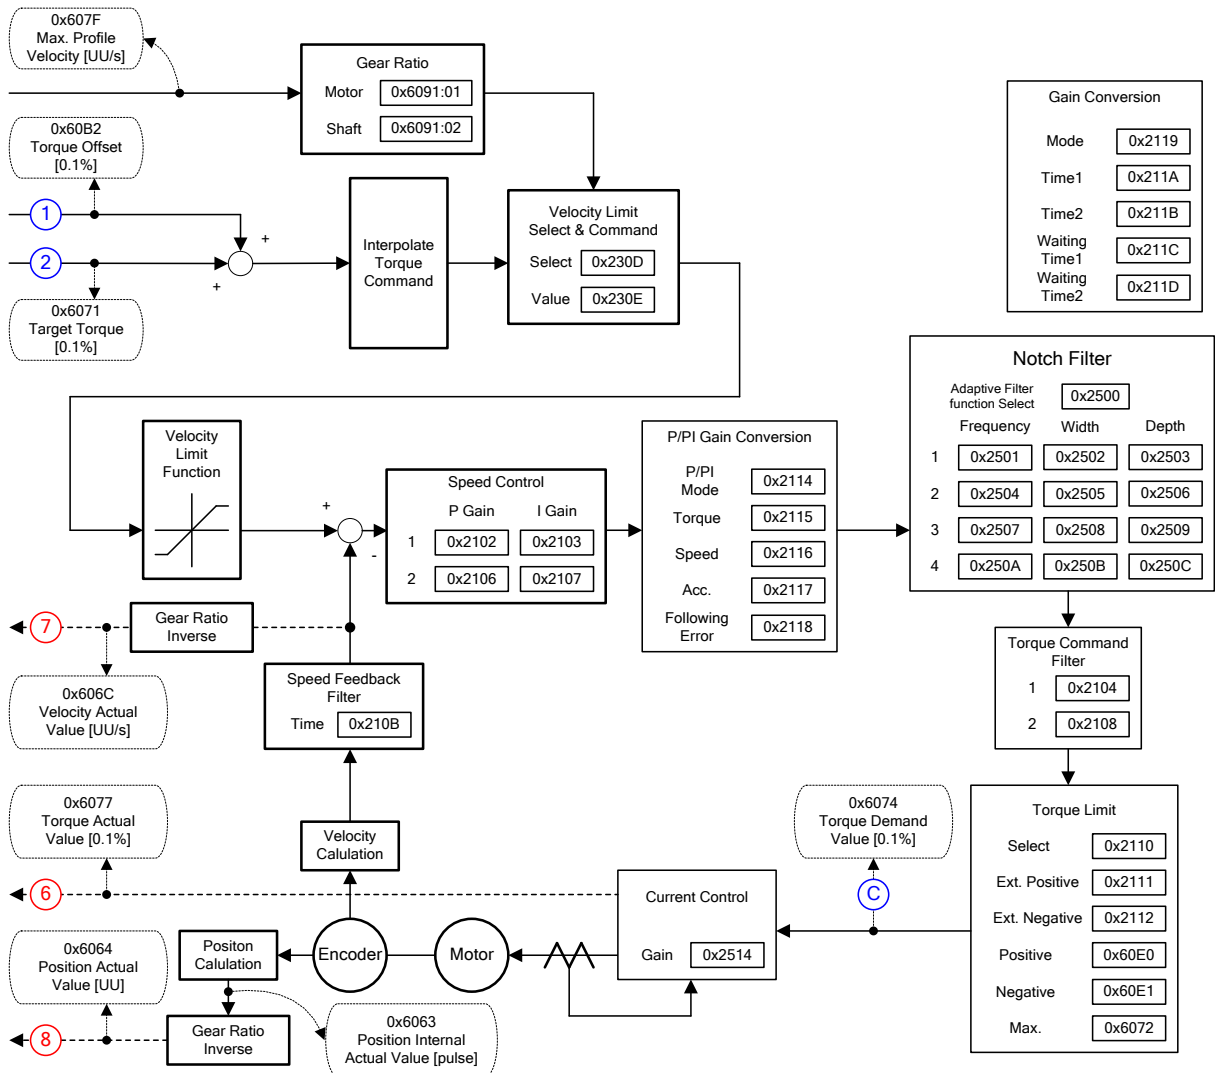 0x607F
Max. Profile
Velocity [UU/s]
Gear Ratio
Motor 0x6091:01
Shaft 0x6091:02
Gain Conversion
Mode 0x2119
Time1 0x211A
Time2 0x211B
Waiting
Time1 0x211C
Waiting
Time2 0x211D
0x60B2
Torque Offset
[0.1%]
1
+
2
+
0x6071
Target Torque
[0.1%]
Interpolate
Torque
Command
Velocity Limit
Select & Command
Select 0x230D
Value 0x230E
Notch Filter
Adaptive Filter
function Select 0x2500
Frequency Width Depth
1 0x2501 0x2502 0x2503
2 0x2504 0x2505 0x2506
3 0x2507 0x2508 0x2509
4 0x250A 0x250B 0x250C
Velocity
Limit
Function
+
-
Speed Control
P Gain I Gain
1 0x2102 0x2103
2 0x2106 0x2107
P/PI Gain Conversion
P/PI
Mode 0x2114
Torque 0x2115
Speed 0x2116
Acc. 0x2117
Following
Error 0x2118
7
Gear Ratio
Inverse
0x606C
Velocity Actual
Value [UU/s]
Speed Feedback
Filter
Time 0x210B
Torque Command
Filter
1 0x2104
2 0x2108
0x6077
Torque Actual
Value [0.1%]
Velocity
Calulation
0x6074
Torque Demand
Value [0.1%]
Torque Limit
Select 0x2110
Ext. Positive 0x2111
Ext. Negative 0x2112
Positive 0x60E0
Negative 0x60E1
Max. 0x6072
6
C
Current Control
Gain 0x2514
0x6064
Position Actual
Value [UU]
Positon
Calulation
Encoder
Motor
8
Gear Ratio
Inverse
0x6063
Position Internal
Actual Value [pulse]